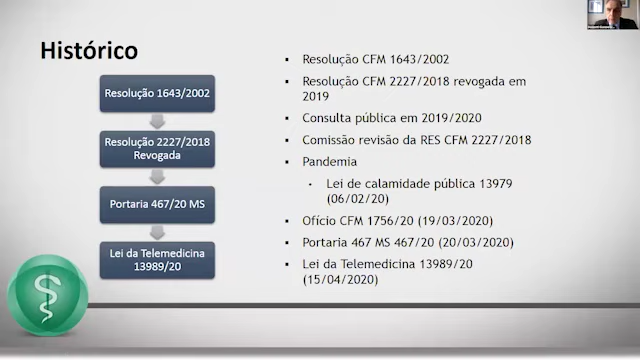 Histórico
Resolução 1643/2002
Resolução 2227/2018
Revogada
Portaria 467/20 MS
Lei da Telemedicina
13989/20
Resolução CFM 1643/2002
Resolução CFM 2227/2018 revogada em
2019
Consulta pública em 2019/2020
Comissão revisão da RES CFM 2227/2018
Pandemia
Lei de calamidade pública 13979
(06/02/20)
Ofício CFM 1756/20 (19/03/2020)
Portaria 467 MS 467/20 (20/03/2020)
Lei da Telemedicina 13989/20
(15/04/2020)